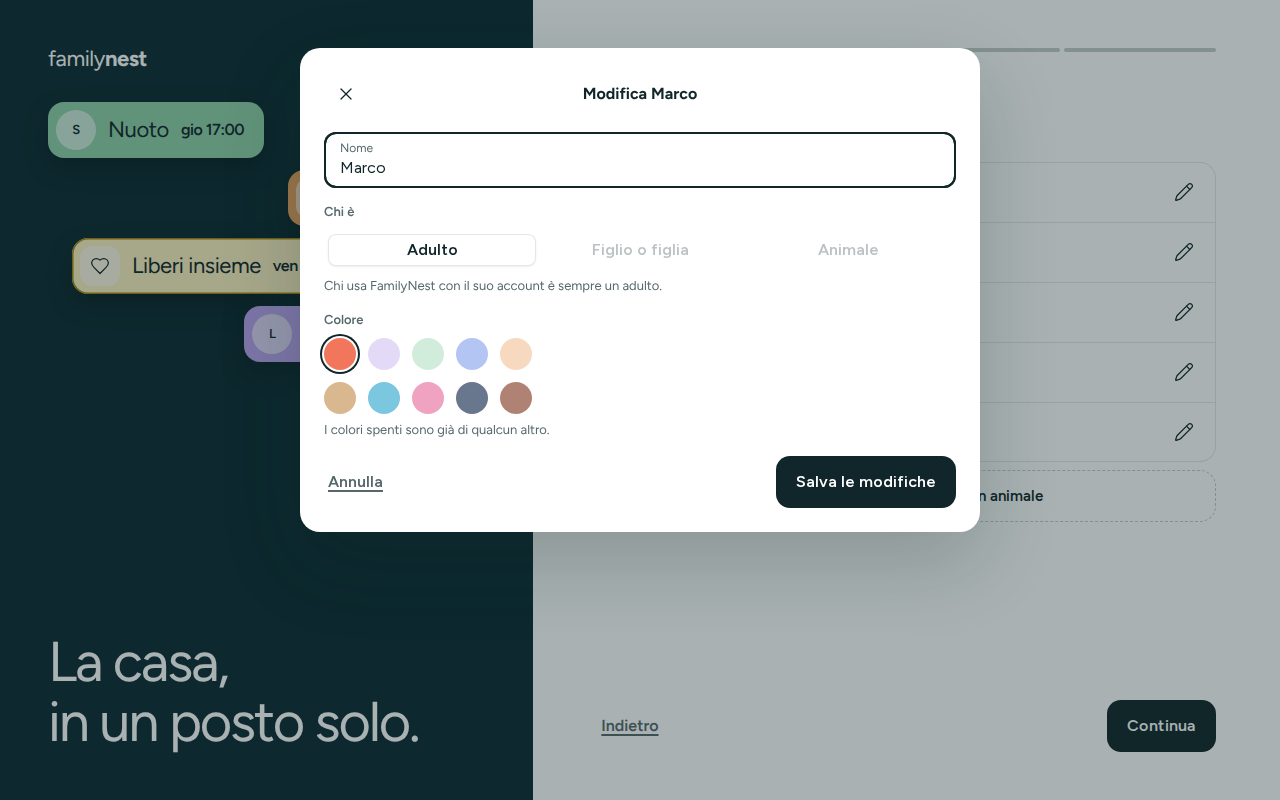 familynest
S Nuoto gio 17:00
Liberi insieme ven
L
La casa,
in un posto solo.
Modifica Marco
Nome
Marco
Chi è
Adulto Figlio o figlia Animale
Chi usa FamilyNest con il suo account è sempre un adulto.
Colore
I colori spenti sono già di qualcun altro.
Annulla Salva le modifiche
n animale
Indietro Continua